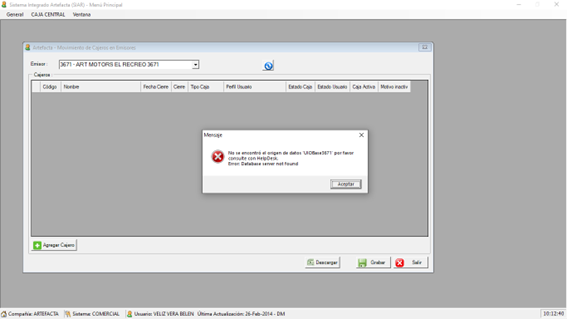 Sistema Integrado Artefacta (SIAR) - Menú Principal
General CAJA CENTRAL Ventana
Artefacta - Movimiento de Cajeros en Emisores
Emisor : 3671 - ART MOTORS EL RECREO 3671
Cajeros
Código Nombre Fecha Cierre Cierre Tipo Caja Perfil Usuario Estado Caja Estado Usuario Caja Activa Motivo inactiv
Mensaje
No se encontró el origen de datos 'UIOBase3671' por favor
consulte con HelpDesk.
Error: Database server not found
Aceptar
Agregar Cajero
Descargar Grabar Salir
Compañía: ARTEFACTA Sistema: COMERCIAL Usuario: VELIZ VERA BELEN Última Actualización: 26-Feb-2014 - DM 10:12:40